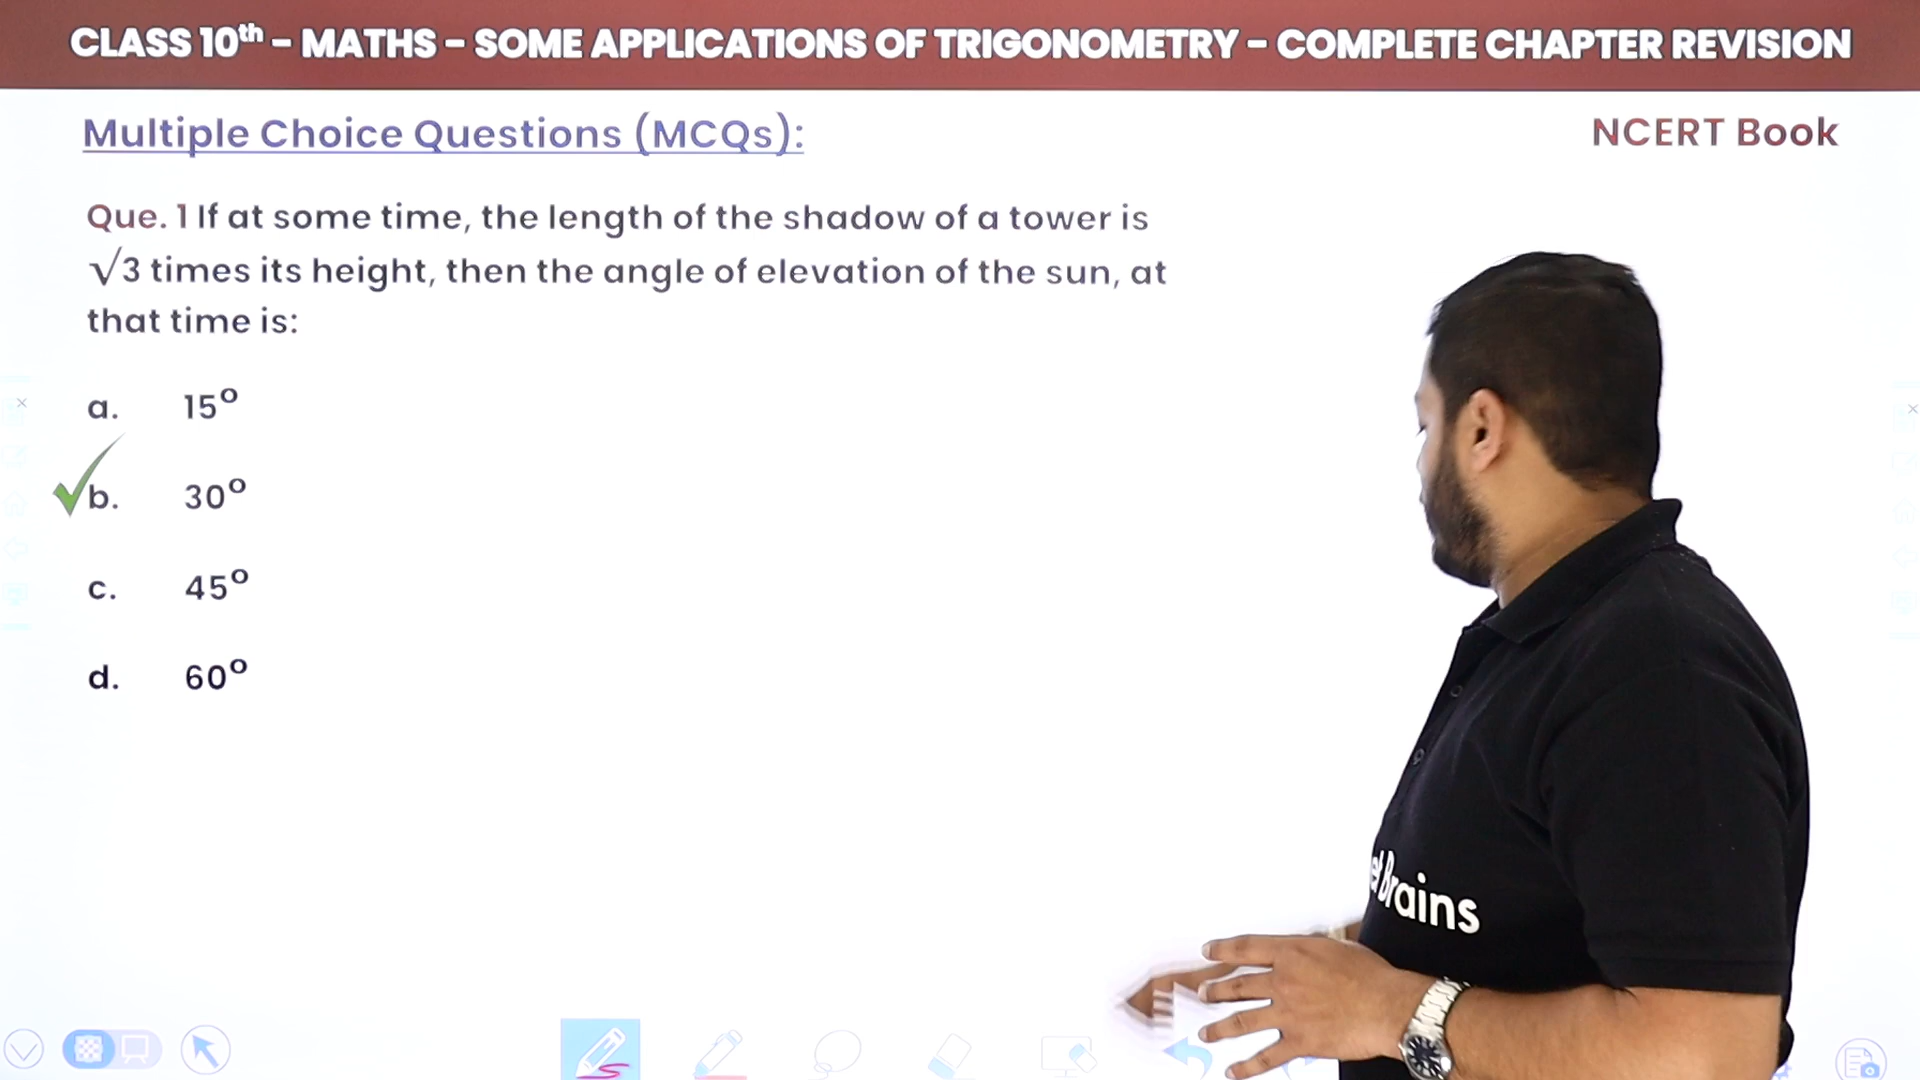 CLASS 10th - MATHS - SOME APPLICATIONS OF TRIGONOMETRY - COMPLETE CHAPTER REVISION
Multiple Choice Questions (MCQs):
NCERT Book
Que. 1 If at some time, the length of the shadow of a tower is
√3 times its height, then the angle of elevation of the sun, at
that time is:
a. 15°
b. 30°
c. 45°
d. 60°
Brains